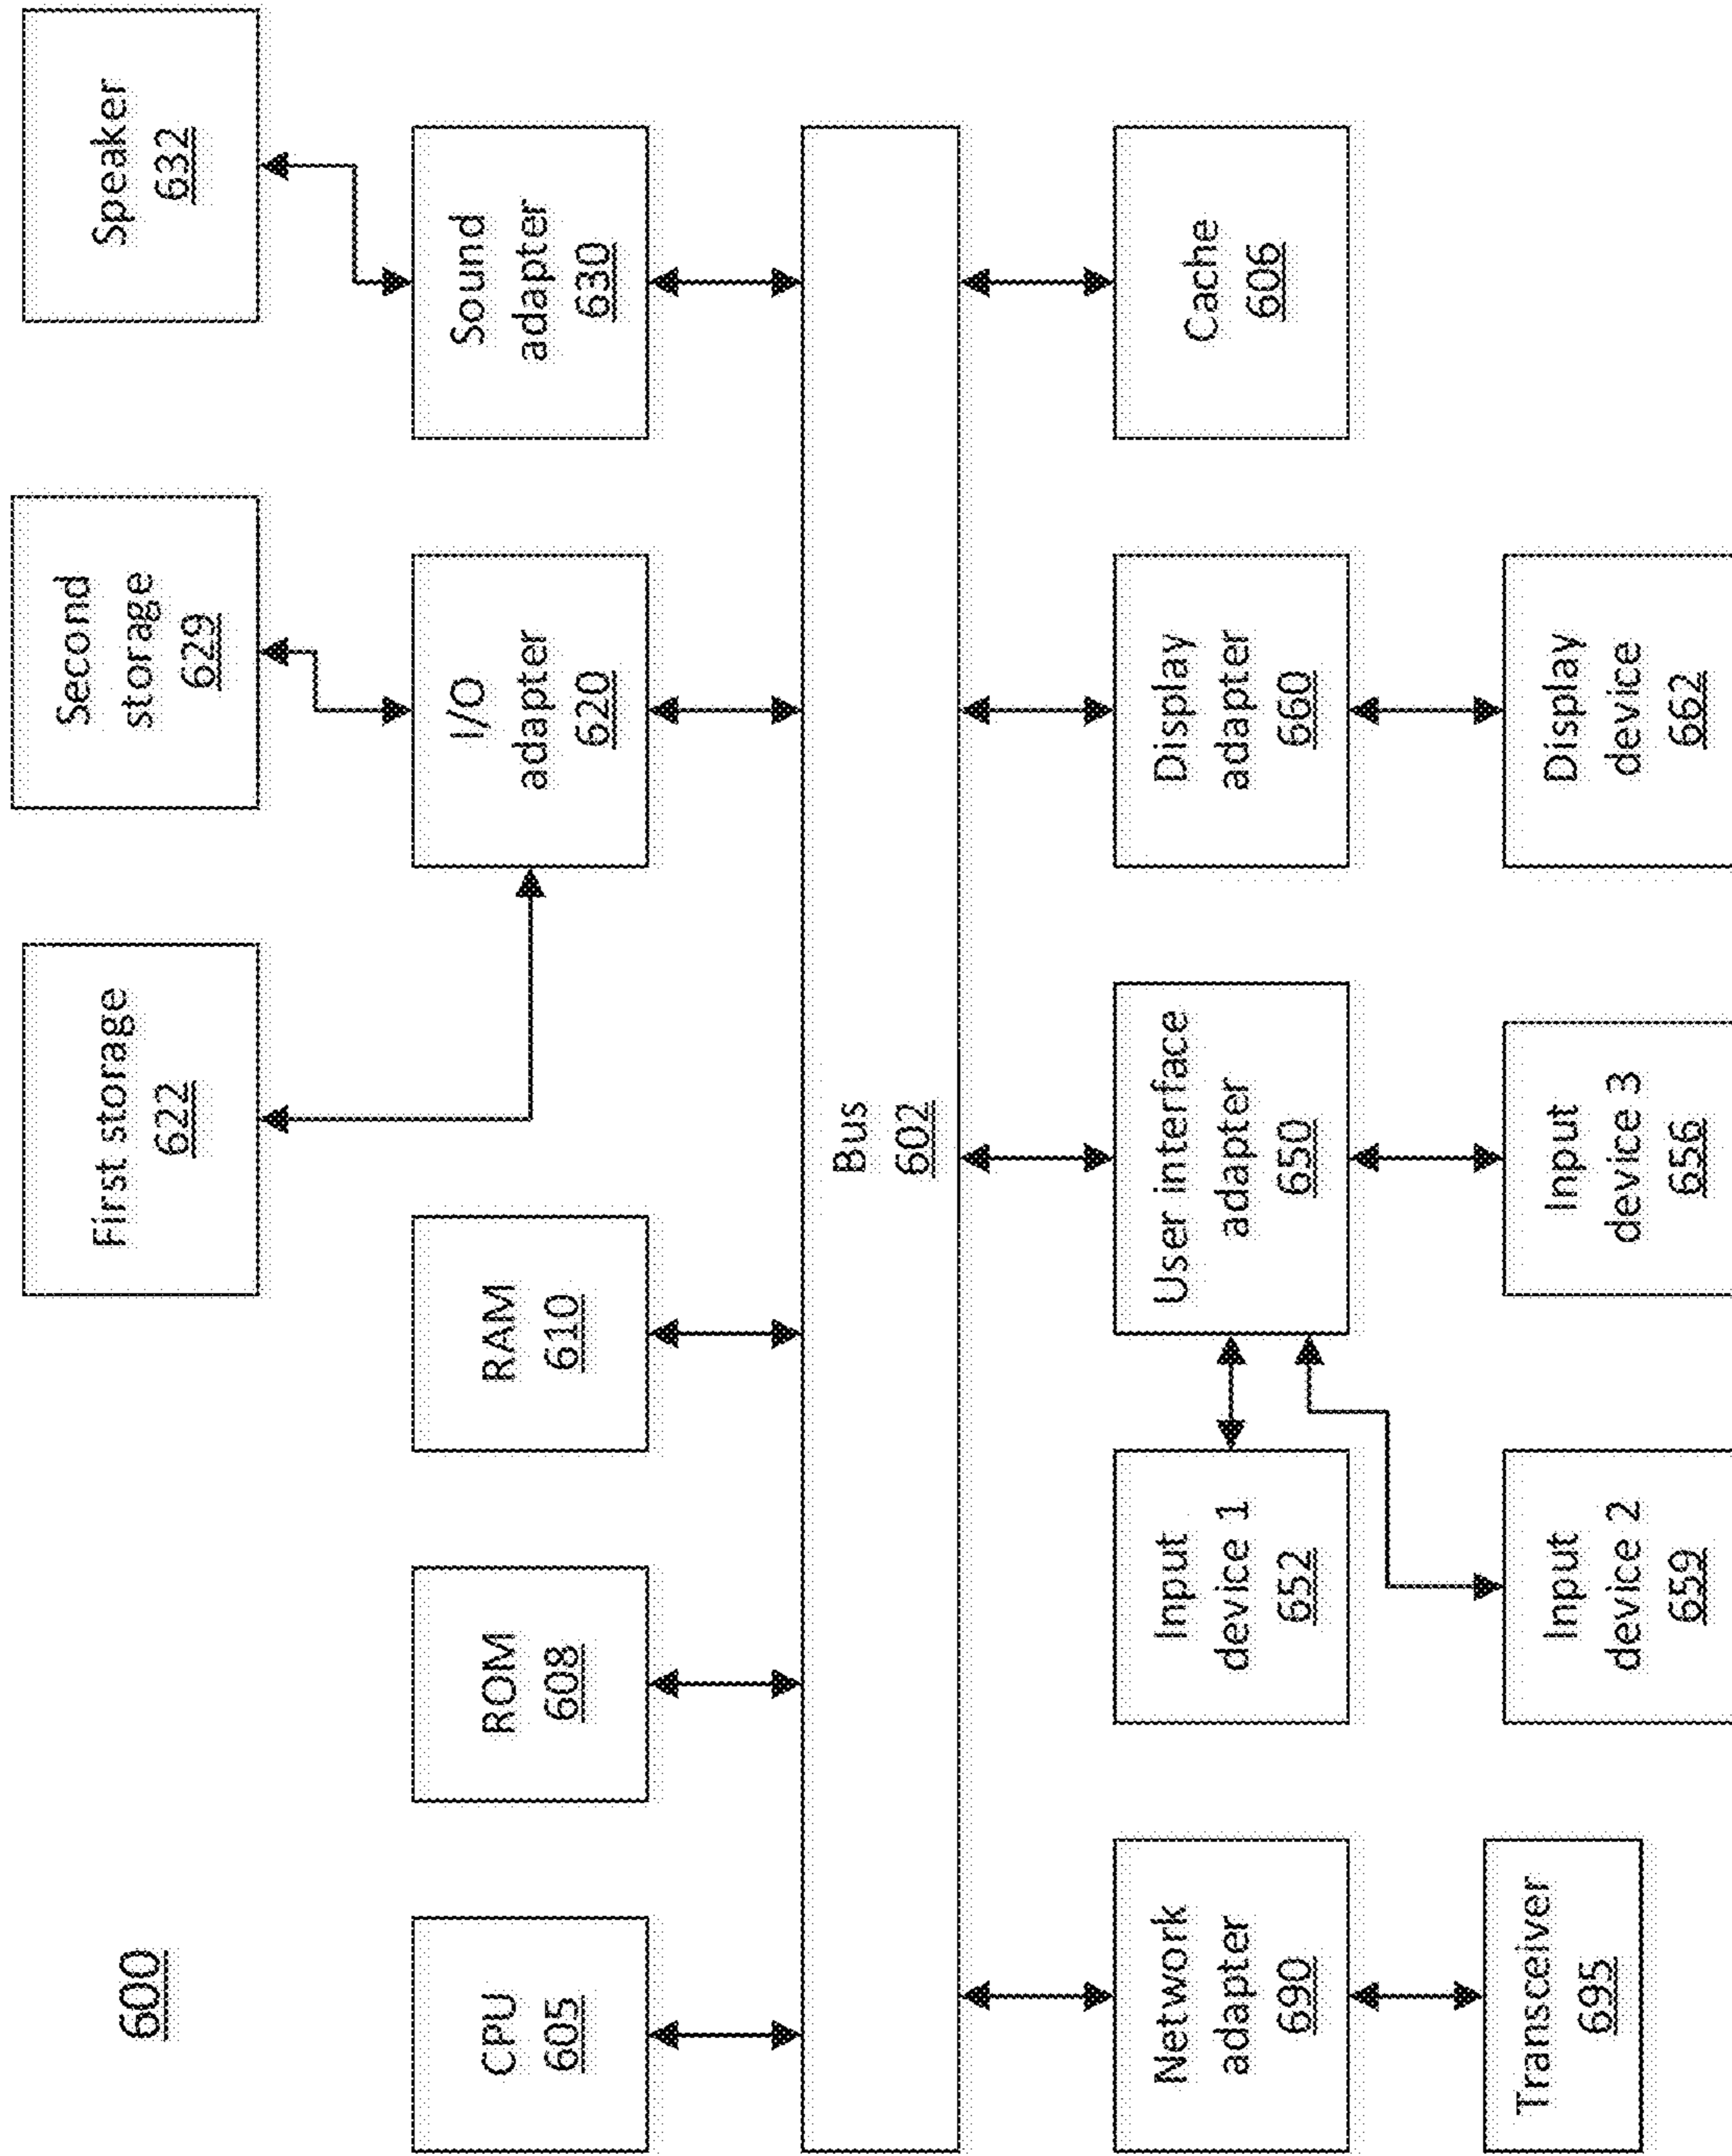 600
First storage
622
Second
storage
629
Speaker
632
CPU
605
ROM
608
RAM
610
I/O
adapter
620
Sound
adapter
630
Bus
602
Network
adapter
690
Input
device 1
652
User interface
adapter
650
Display
adapter
660
Cache
606
Transceiver
695
Input
device 2
659
Input
device 3
656
Display
device
662